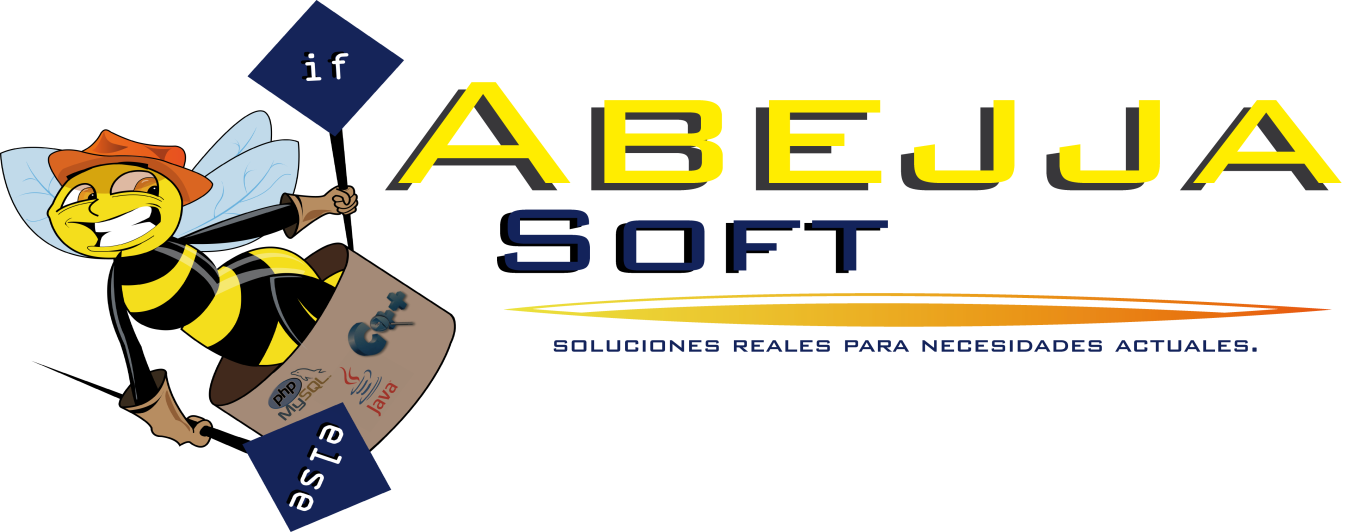 if
ABEJJA
SOFT
SOLUCIONES REALES PARA NECESIDADES ACTUALES.
php
MySQL
Java
else